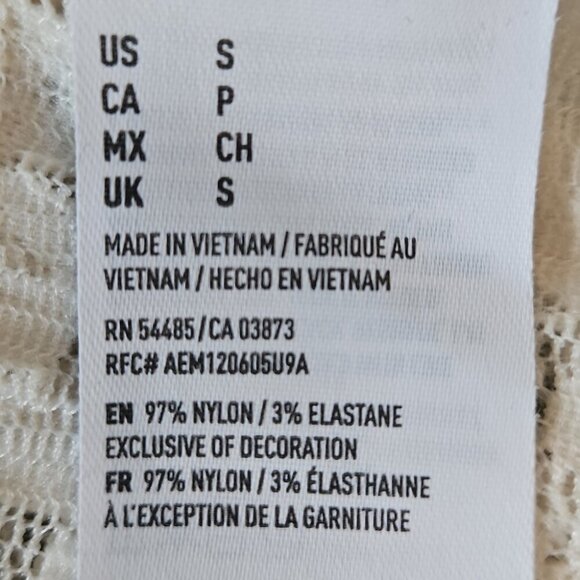 US S
CA P
MX CH
UK S
MADE IN VIETNAM / FABRIQUÉ AU
VIETNAM / HECHO EN VIETNAM
RN 54485/CA 03873
RFC# AEM120605U9A
EN 97% NYLON / 3% ELASTANE
EXCLUSIVE OF DECORATION
FR 97% NYLON / 3% ÉLASTHANNE
À L'EXCEPTION DE LA GARNITURE